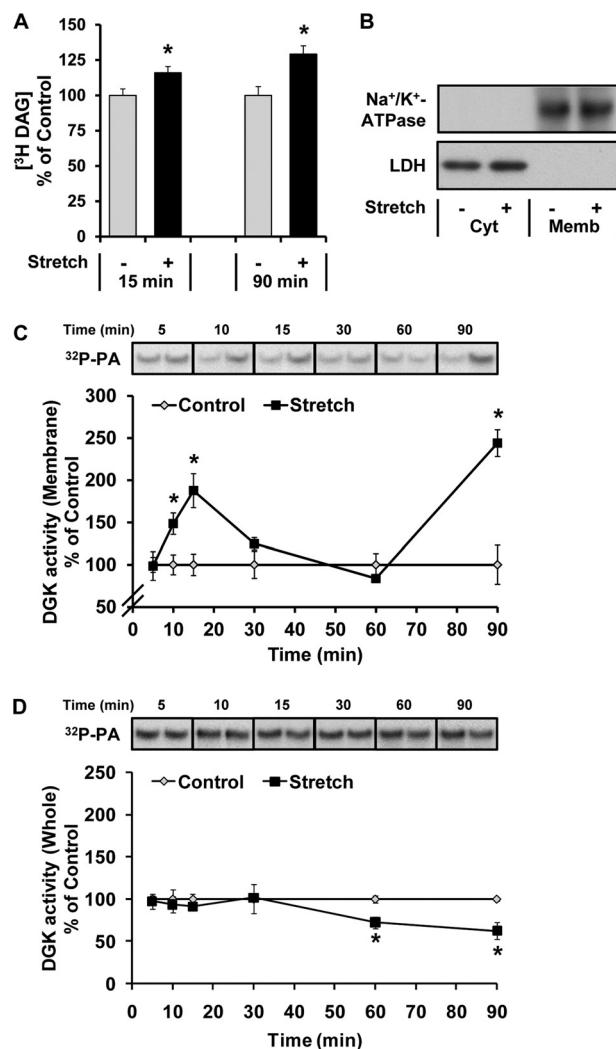 A
[³H DAG]
% of Control
150
125
100
75
50
25
0
*
*
Stretch - + - +
15 min 90 min
B
Na⁺/K⁺-
ATPase
LDH
Stretch - + - +
Cyt Memb
C
Time (min) 5 10 15 30 60 90
³²P-PA
DGK activity (Membrane)
% of Control
300
250
200
150
100
50
Control Stretch
*
*
*
0 10 20 30 40 50 60 70 80 90
Time (min)
D
Time (min) 5 10 15 30 60 90
³²P-PA
DGK activity (Whole)
% of Control
250
200
150
100
50
0
Control Stretch
*
*
0 10 20 30 40 50 60 70 80 90
Time (min)